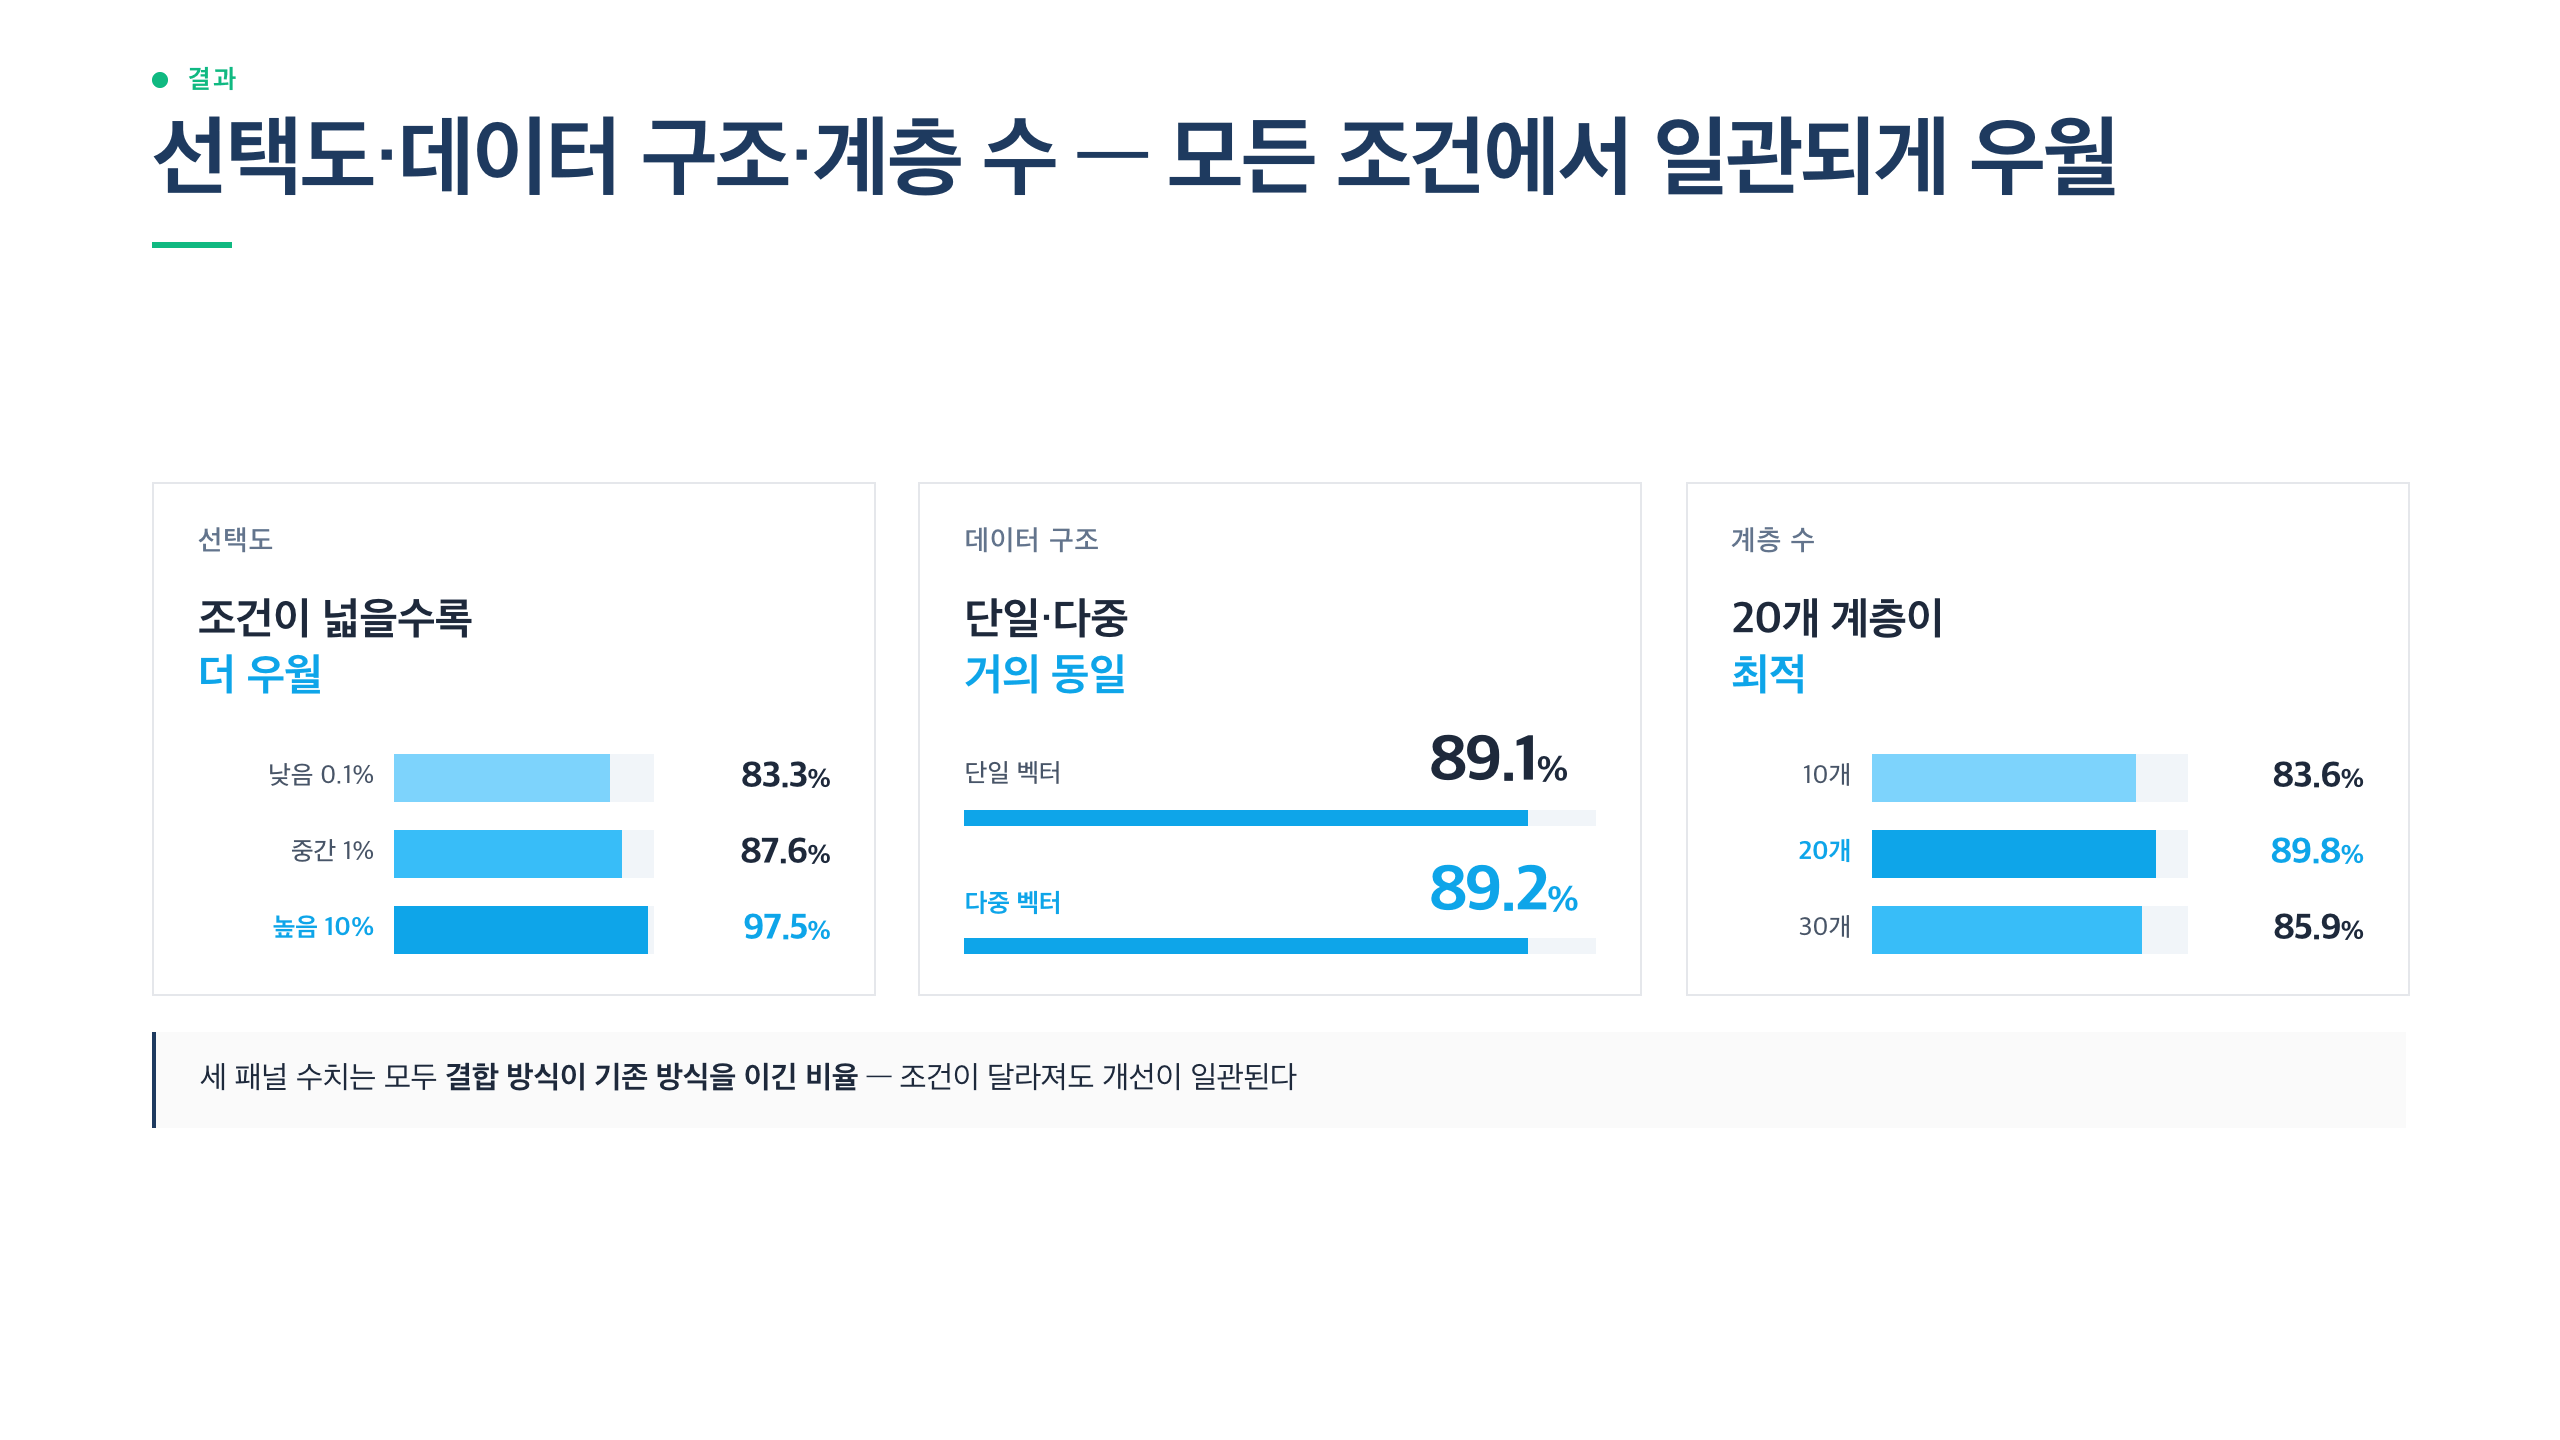 결과
선택도·데이터 구조·계층 수 — 모든 조건에서 일관되게 우월
선택도
조건이 넓을수록
더 우월
낮음 0.1% 83.3%
중간 1% 87.6%
높음 10% 97.5%
데이터 구조
단일·다중
거의 동일
단일 벡터 89.1%
다중 벡터 89.2%
계층 수
20개 계층이
최적
10개 83.6%
20개 89.8%
30개 85.9%
세 패널 수치는 모두 결합 방식이 기존 방식을 이긴 비율 — 조건이 달라져도 개선이 일관된다